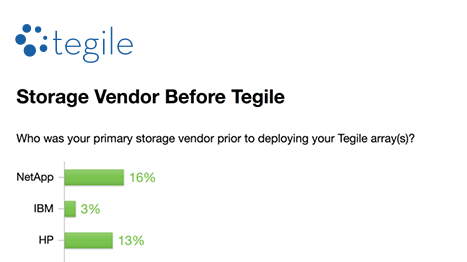 tegile
Storage Vendor Before Tegile
Who was your primary storage vendor prior to deploying your Tegile array(s)?
NetApp 16%
IBM 3%
HP 13%